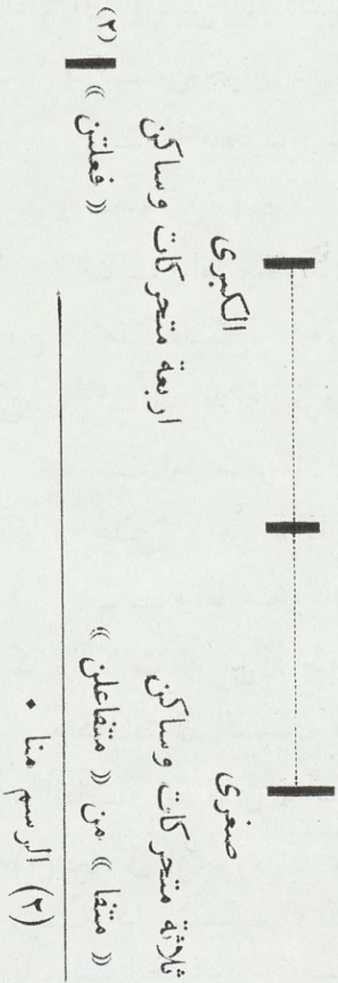 صغرى الكبرى
ثلاثة متحركات وساكن اربعة متحركات وساكن
« متفا » من « متفاعلن » « فعلتن » (٢)
(٢) الرسم منا .